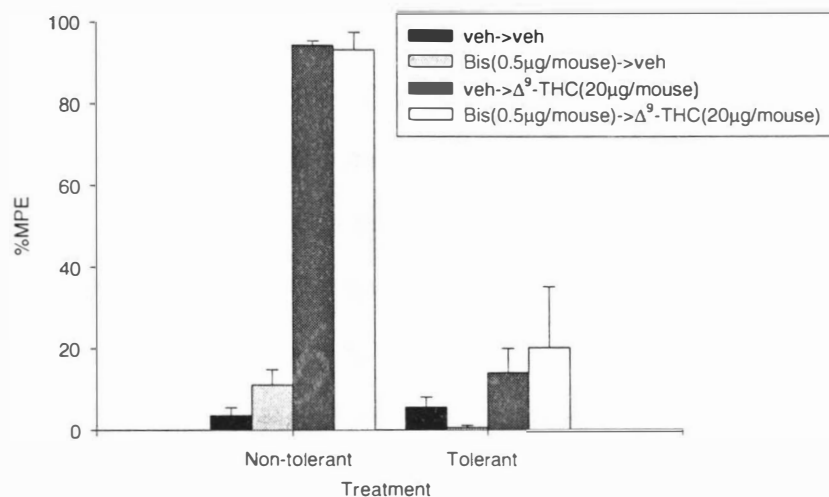 100
80
60
40
20
0
%MPE
veh->veh
Bis(0.5μg/mouse)->veh
veh->Δ⁹-THC(20μg/mouse)
Bis(0.5μg/mouse)->Δ⁹-THC(20μg/mouse)
Non-tolerant Tolerant
Treatment